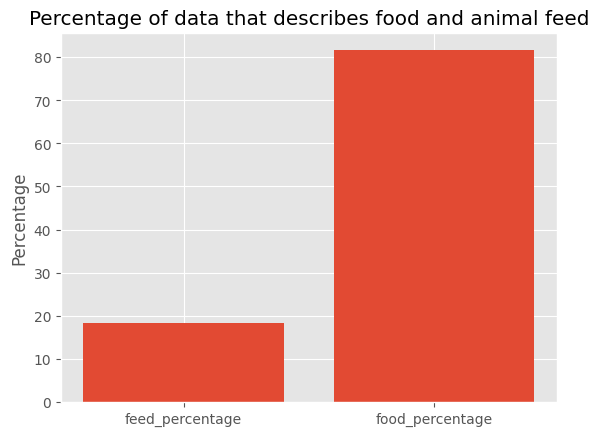 Percentage of data that describes food and animal feed
Percentage
80
70
60
50
40
30
20
10
0
feed_percentage
food_percentage